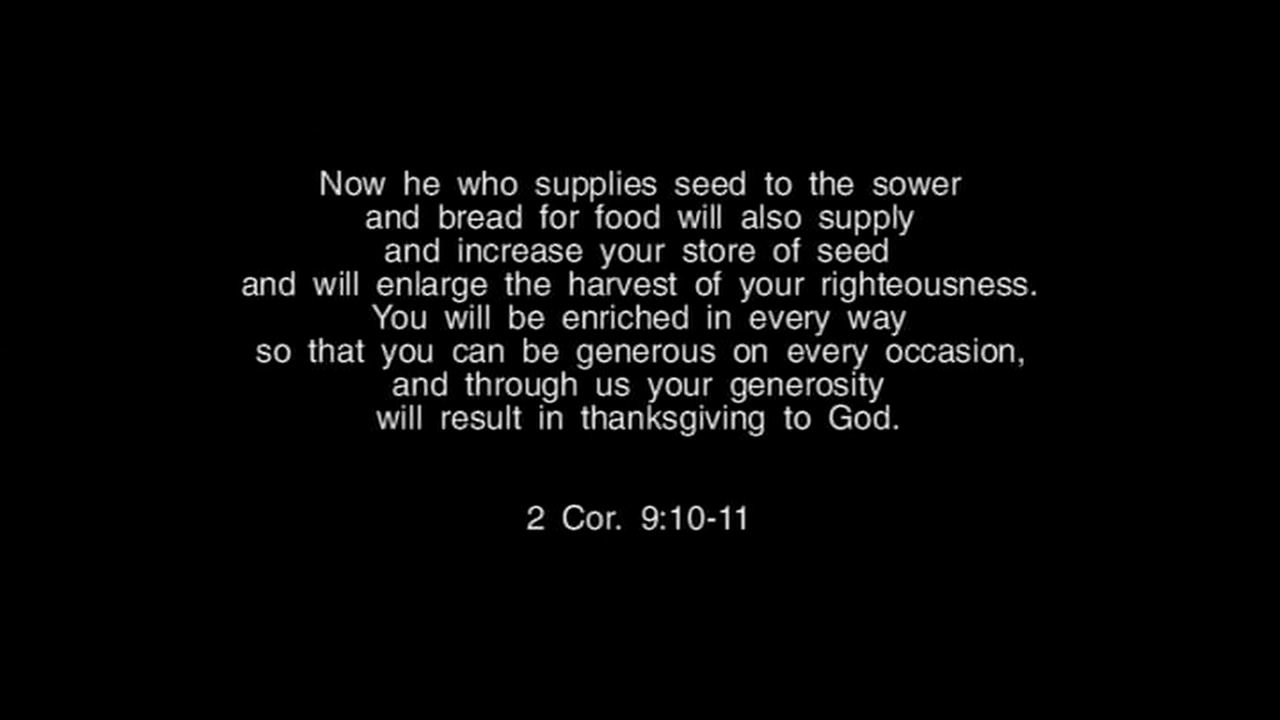 Now he who supplies seed to the sower
and bread for food will also supply
and increase your store of seed
and will enlarge the harvest of your righteousness.
You will be enriched in every way
so that you can be generous on every occasion,
and through us your generosity
will result in thanksgiving to God.
2 Cor. 9:10-11